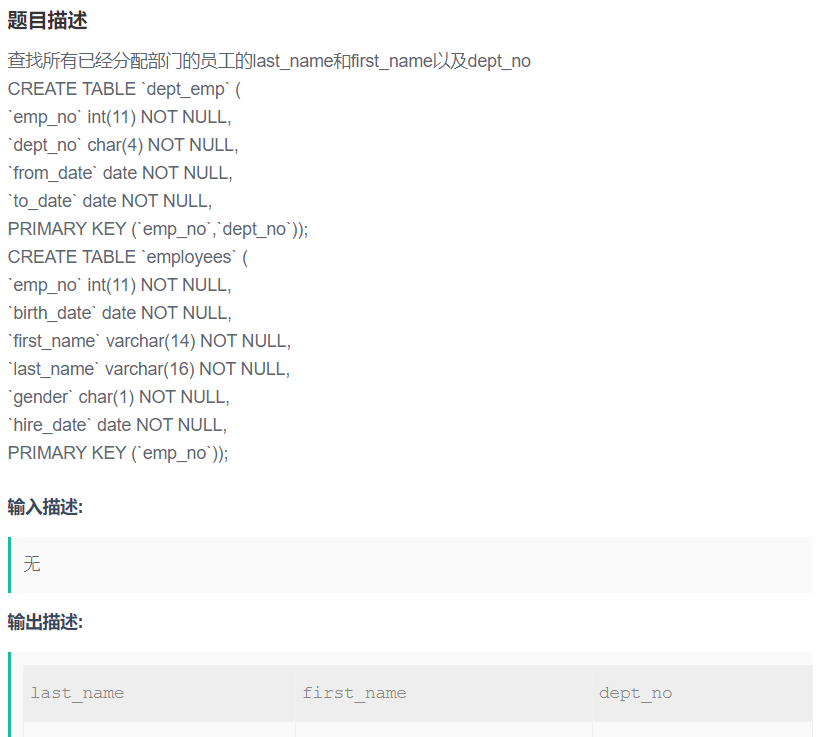 题目描述
查找所有已经分配部门的员工的last_name和first_name以及dept_no
CREATE TABLE `dept_emp` (
`emp_no` int(11) NOT NULL,
`dept_no` char(4) NOT NULL,
`from_date` date NOT NULL,
`to_date` date NOT NULL,
PRIMARY KEY (`emp_no`,`dept_no`));
CREATE TABLE `employees` (
`emp_no` int(11) NOT NULL,
`birth_date` date NOT NULL,
`first_name` varchar(14) NOT NULL,
`last_name` varchar(16) NOT NULL,
`gender` char(1) NOT NULL,
`hire_date` date NOT NULL,
PRIMARY KEY (`emp_no`));
输入描述:
无
输出描述:
last_name first_name dept_no